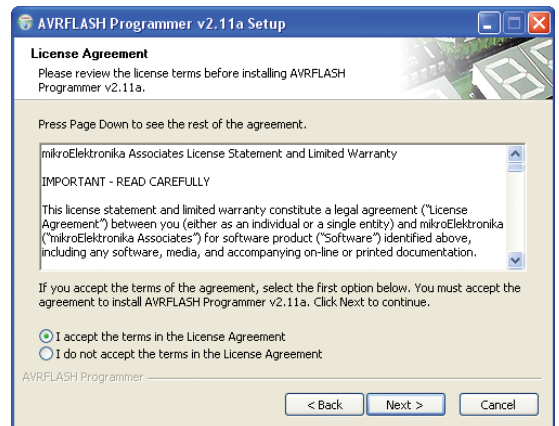 AVRFLASH Programmer v2.11a Setup
License Agreement
Please review the license terms before installing AVRFLASH
Programmer v2.11a.
Press Page Down to see the rest of the agreement.
mikroElektronika Associates License Statement and Limited Warranty
IMPORTANT - READ CAREFULLY
This license statement and limited warranty constitute a legal agreement ("License
Agreement") between you (either as an individual or a single entity) and mikroElektronika
("mikroElektronika Associates") for software product ("Software") identified above,
including any software, media, and accompanying on-line or printed documentation.
If you accept the terms of the agreement, select the first option below. You must accept the
agreement to install AVRFLASH Programmer v2.11a. Click Next to continue.
I accept the terms in the License Agreement
I do not accept the terms in the License Agreement
AVRFLASH Programmer
< Back Next > Cancel